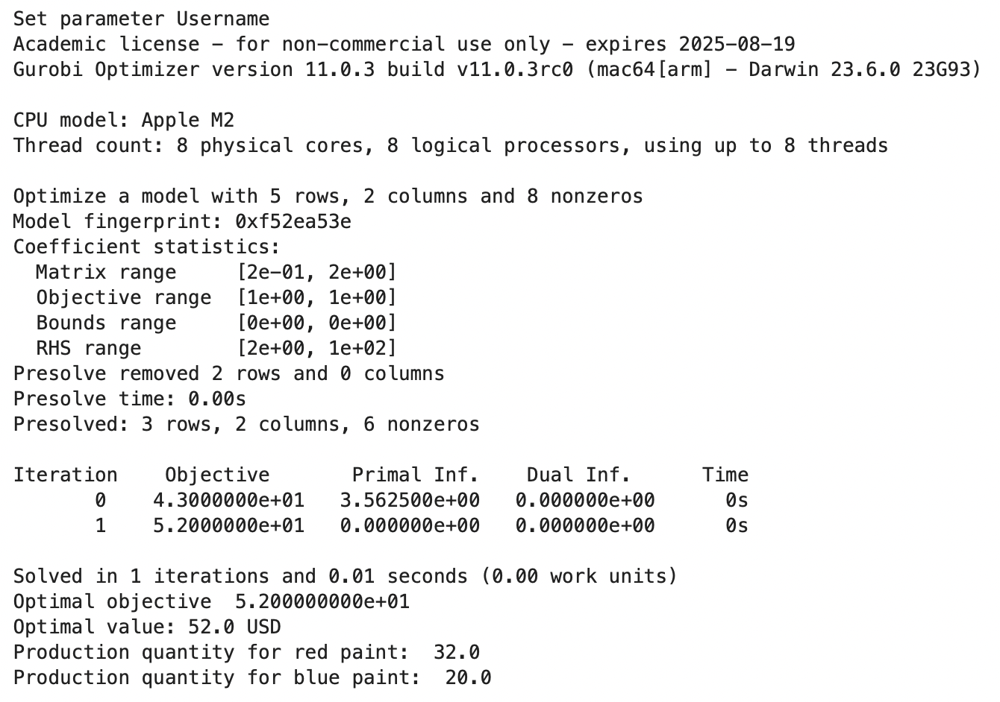 Set parameter Username
Academic license - for non-commercial use only - expires 2025-08-19
Gurobi Optimizer version 11.0.3 build v11.0.3rc0 (mac64[arm] - Darwin 23.6.0 23G93)

CPU model: Apple M2
Thread count: 8 physical cores, 8 logical processors, using up to 8 threads

Optimize a model with 5 rows, 2 columns and 8 nonzeros
Model fingerprint: 0xf52ea53e
Coefficient statistics:
  Matrix range     [2e-01, 2e+00]
  Objective range  [1e+00, 1e+00]
  Bounds range     [0e+00, 0e+00]
  RHS range        [2e+00, 1e+02]
Presolve removed 2 rows and 0 columns
Presolve time: 0.00s
Presolved: 3 rows, 2 columns, 6 nonzeros

Iteration    Objective       Primal Inf.    Dual Inf.      Time
       0    4.3000000e+01   3.562500e+00   0.000000e+00      0s
       1    5.2000000e+01   0.000000e+00   0.000000e+00      0s

Solved in 1 iterations and 0.01 seconds (0.00 work units)
Optimal objective  5.200000000e+01
Optimal value: 52.0 USD
Production quantity for red paint:  32.0
Production quantity for blue paint:  20.0